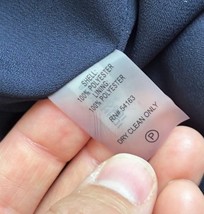 SHELL
100% POLYESTER
LINING
100% POLYESTER
RN# 54163
DRY CLEAN ONLY
P